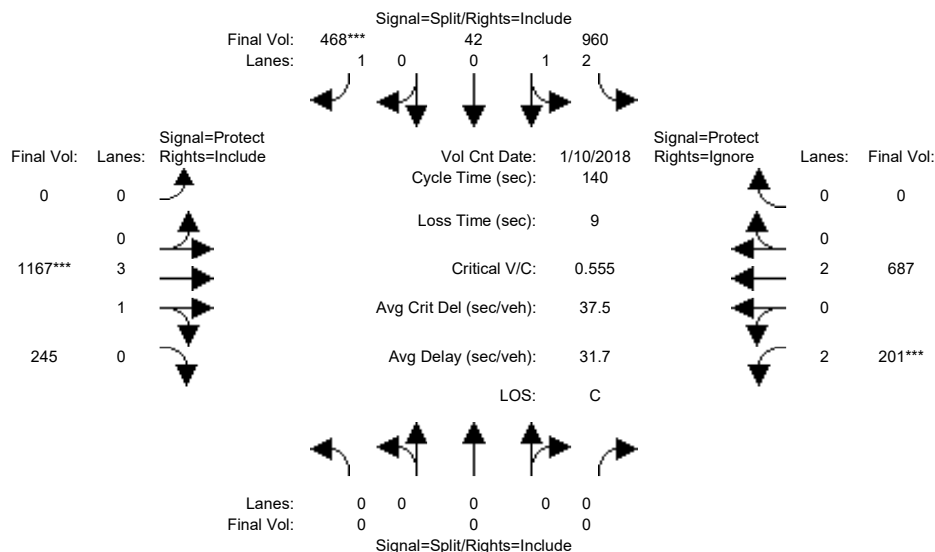 Signal=Split/Rights=Include
Final Vol: 468*** 42 960
Lanes: 1 0 0 1 2
Signal=Protect
Final Vol: Lanes: Rights=Include
Vol Cnt Date: 1/10/2018
Signal=Protect
Rights=Ignore Lanes: Final Vol:
Cycle Time (sec): 140
0 0 0 0
Loss Time (sec): 9
0 0
1167*** 3 Critical V/C: 0.555 2 687
1 Avg Crit Del (sec/veh): 37.5 0
245 0 Avg Delay (sec/veh): 31.7 2 201***
LOS: C
Lanes: 0 0 0 0 0
Final Vol: 0 0 0
Signal=Split/Rights=Include